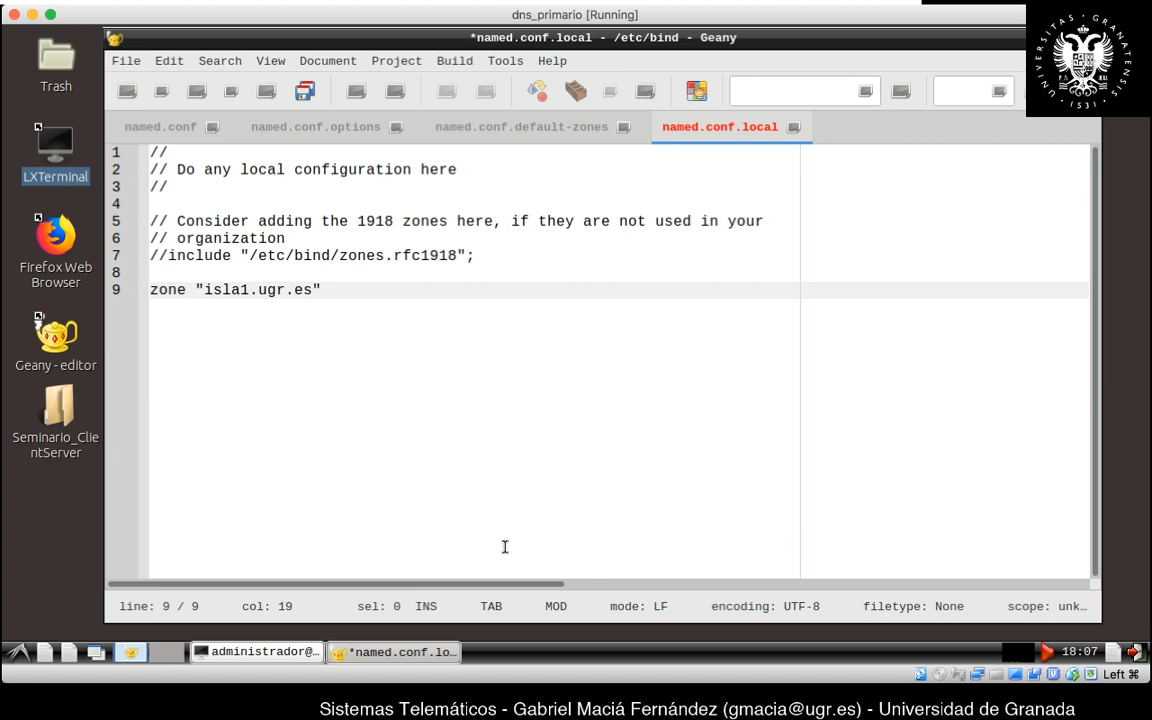 dns_primario [Running]
*named.conf.local - /etc/bind - Geany
UNIVERSITAS GRANATENSIS
1531
File Edit Search View Document Project Build Tools Help
named.conf named.conf.options named.conf.default-zones named.conf.local
1 //
2 // Do any local configuration here
3 //
4
5 // Consider adding the 1918 zones here, if they are not used in your
6 // organization
7 //include "/etc/bind/zones.rfc1918";
8
9 zone "isla1.ugr.es"
Trash
LXTerminal
Firefox Web
Browser
Geany - editor
Seminario_Clie
ntServer
line: 9 / 9 col: 19 sel: 0 INS TAB MOD mode: LF encoding: UTF-8 filetype: None scope: unk…
administrador@… *named.conf.lo… 18:07
Left ⌘
Sistemas Telemáticos - Gabriel Maciá Fernández (gmacia@ugr.es) - Universidad de Granada